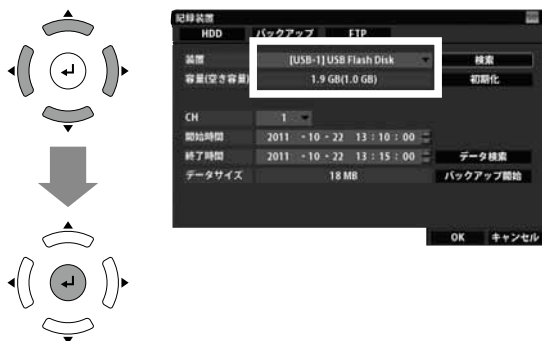 記録装置
HDD バックアップ FTP
装置 [USB-1] USB Flash Disk 検索
容量(空き容量) 1.9 GB(1.0 GB) 初期化
CH 1
開始時間 2011 - 10 - 22 13 : 10 : 00
終了時間 2011 - 10 - 22 13 : 15 : 00 データ検索
データサイズ 18 MB バックアップ開始
OK キャンセル